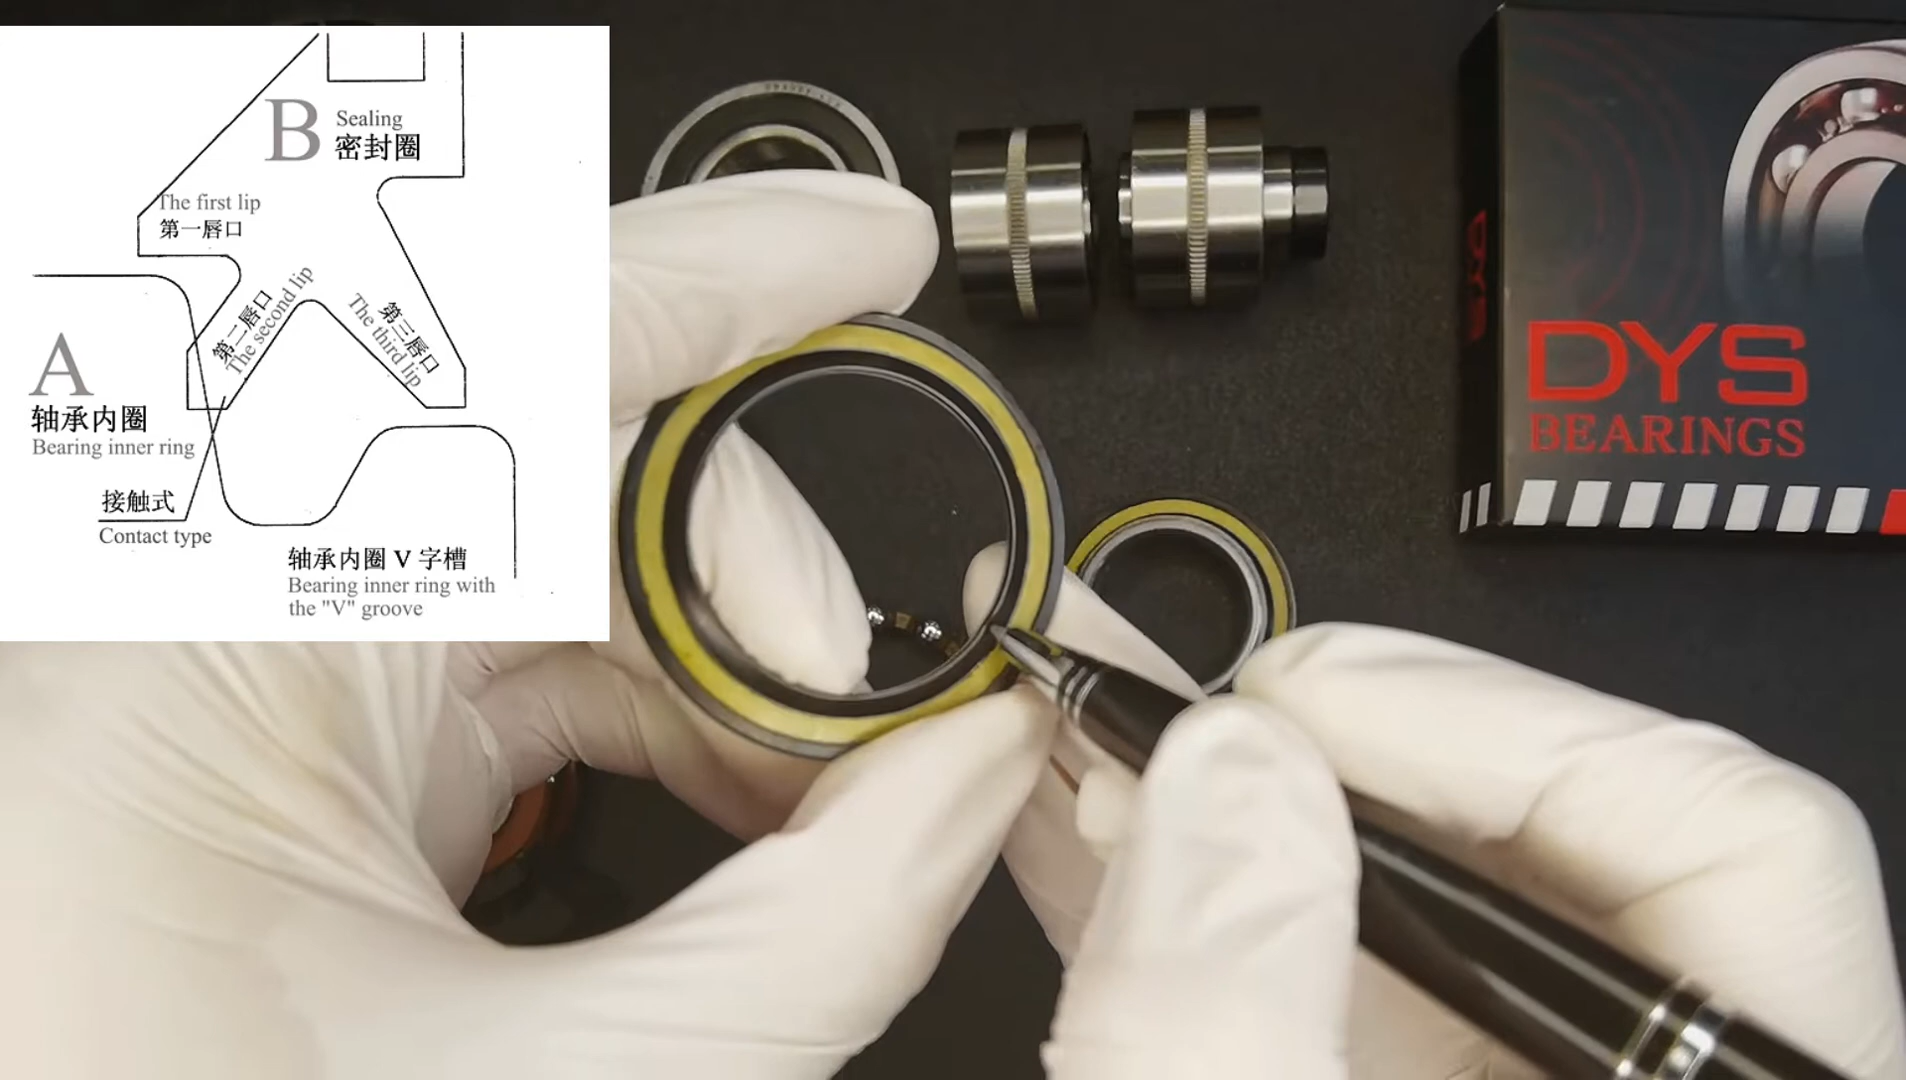 B
Sealing
密封圈
The first lip
第一唇口
第二唇口
The second lip
第三唇口
The third lip
A
轴承内圈
Bearing inner ring
接触式
Contact type
轴承内圈 V 字槽
Bearing inner ring with
the "V" groove
DYS
DYS
BEARINGS